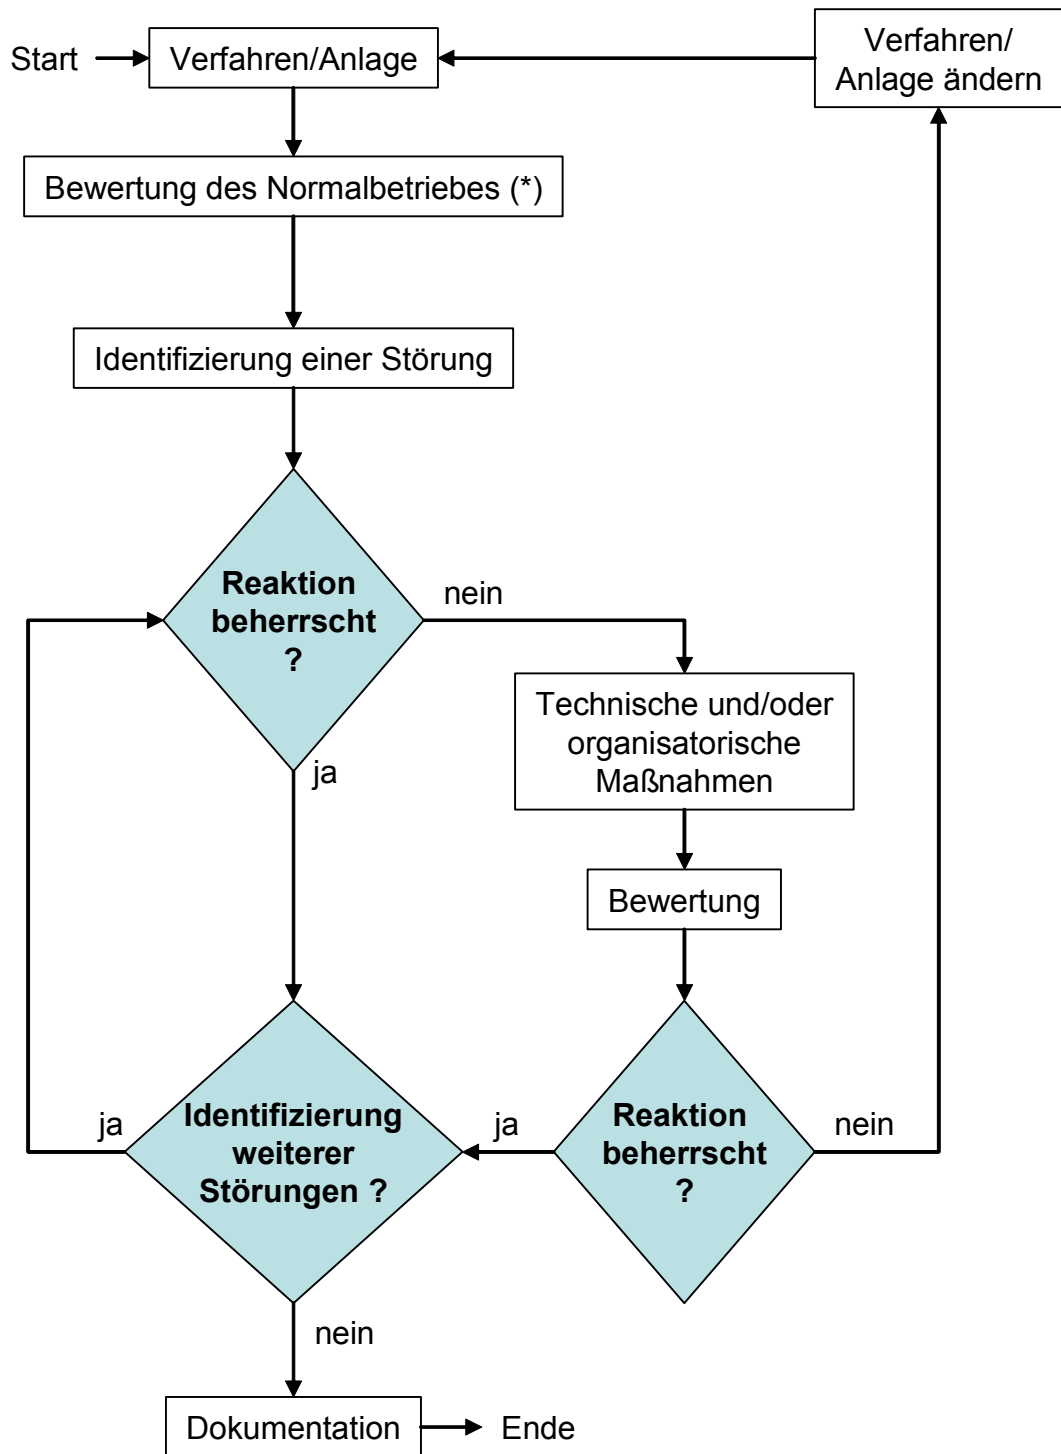 Start
Verfahren/Anlage
Verfahren/
Anlage ändern
Bewertung des Normalbetriebes (*)
Identifizierung einer Störung
Reaktion
beherrscht
?
nein
ja
Technische und/oder
organisatorische
Maßnahmen
Bewertung
ja
Identifizierung
weiterer
Störungen ?
ja
Reaktion
beherrscht
?
nein
nein
Dokumentation
Ende